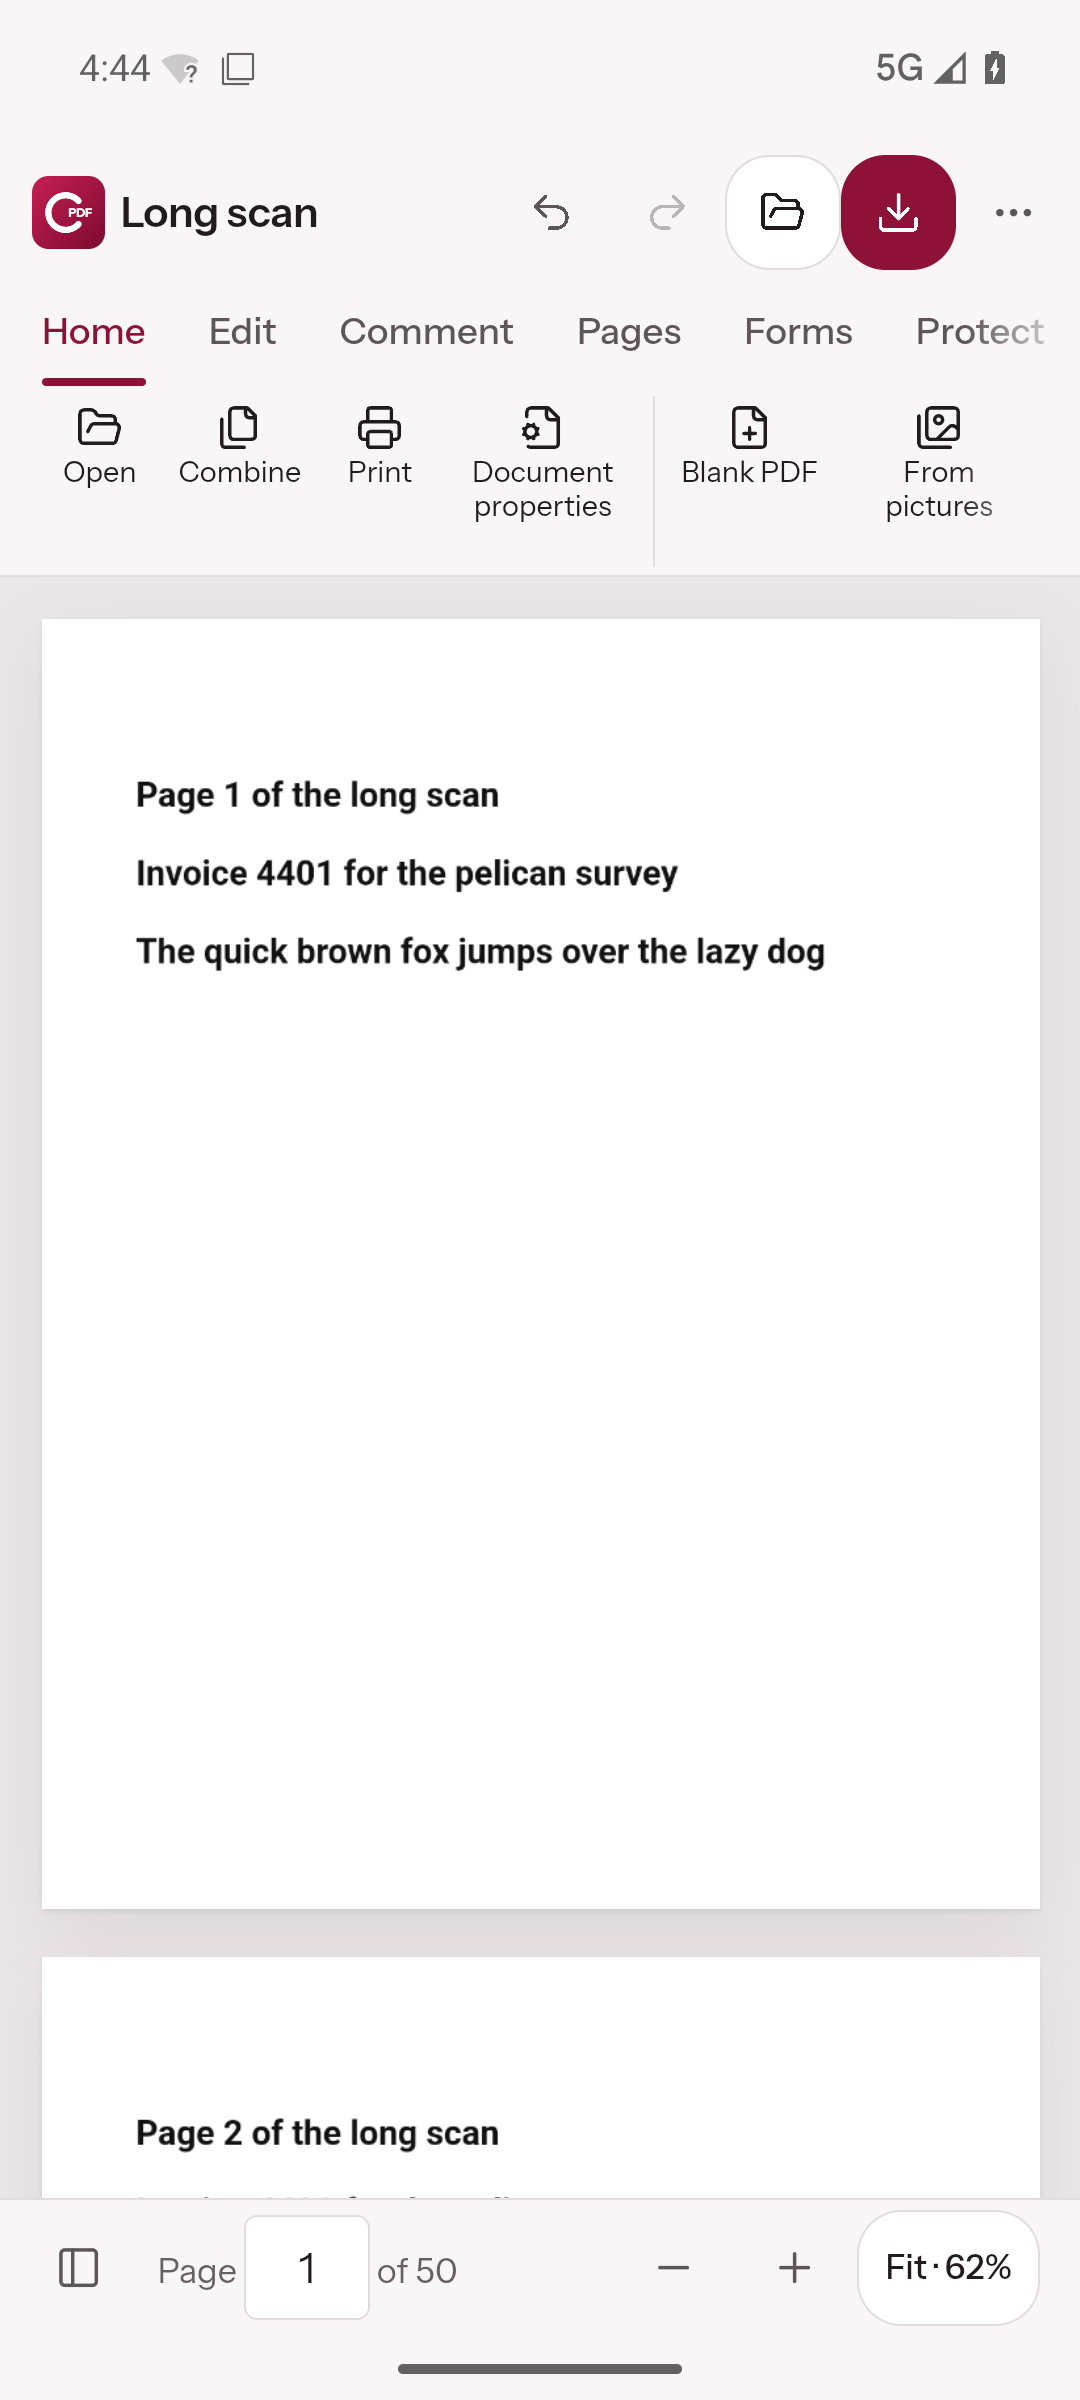 4:44
5G
PDF
Long scan
Home Edit Comment Pages Forms Protect
Open Combine Print Document properties Blank PDF From pictures
Page 1 of the long scan
Invoice 4401 for the pelican survey
The quick brown fox jumps over the lazy dog
Page 2 of the long scan
Page 1 of 50
Fit · 62%